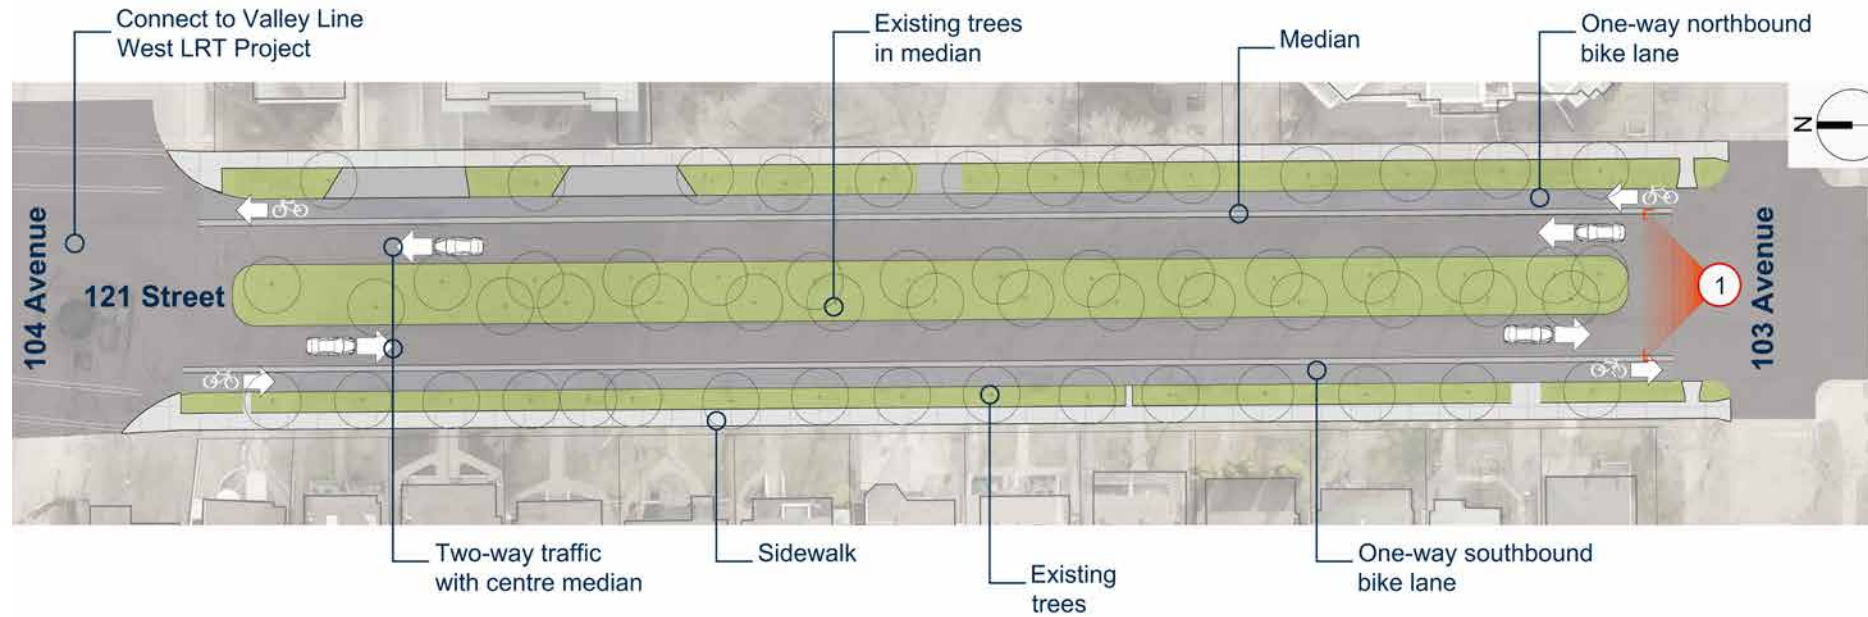 Connect to Valley Line
West LRT Project
Existing trees
in median
Median
One-way northbound
bike lane
N
104 Avenue
121 Street
1
103 Avenue
Two-way traffic
with centre median
Sidewalk
Existing
trees
One-way southbound
bike lane